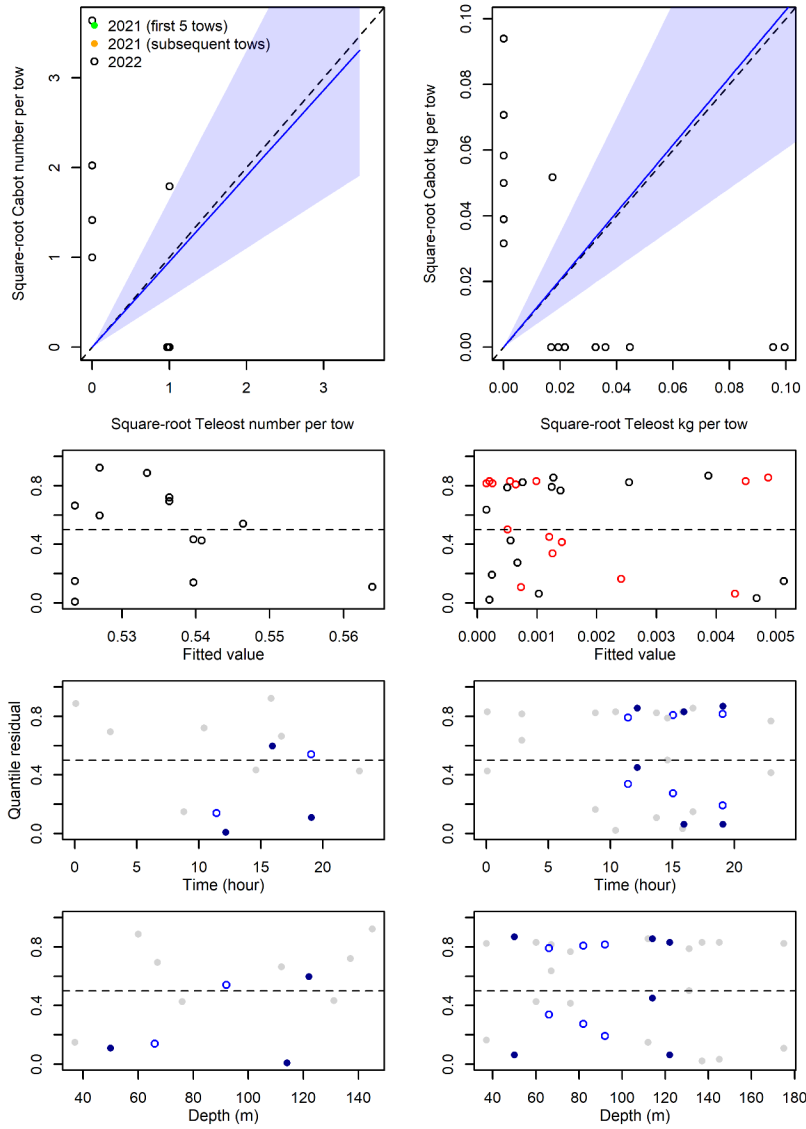 2021 (first 5 tows)
2021 (subsequent tows)
2022
Square-root Cabot number per tow
0 1 2 3
0 1 2 3
Square-root Teleost number per tow
Square-root Cabot kg per tow
0.00 0.02 0.04 0.06 0.08 0.10
0.00 0.02 0.04 0.06 0.08 0.10
Square-root Teleost kg per tow
0.0 0.4 0.8
0.53 0.54 0.55 0.56
Fitted value
0.0 0.4 0.8
0.000 0.001 0.002 0.003 0.004 0.005
Fitted value
Quantile residual
0.0 0.4 0.8
0 5 10 15 20
Time (hour)
0.0 0.4 0.8
0 5 10 15 20
Time (hour)
0.0 0.4 0.8
40 60 80 100 120 140
Depth (m)
0.0 0.4 0.8
40 60 80 100 120 140 160 180
Depth (m)